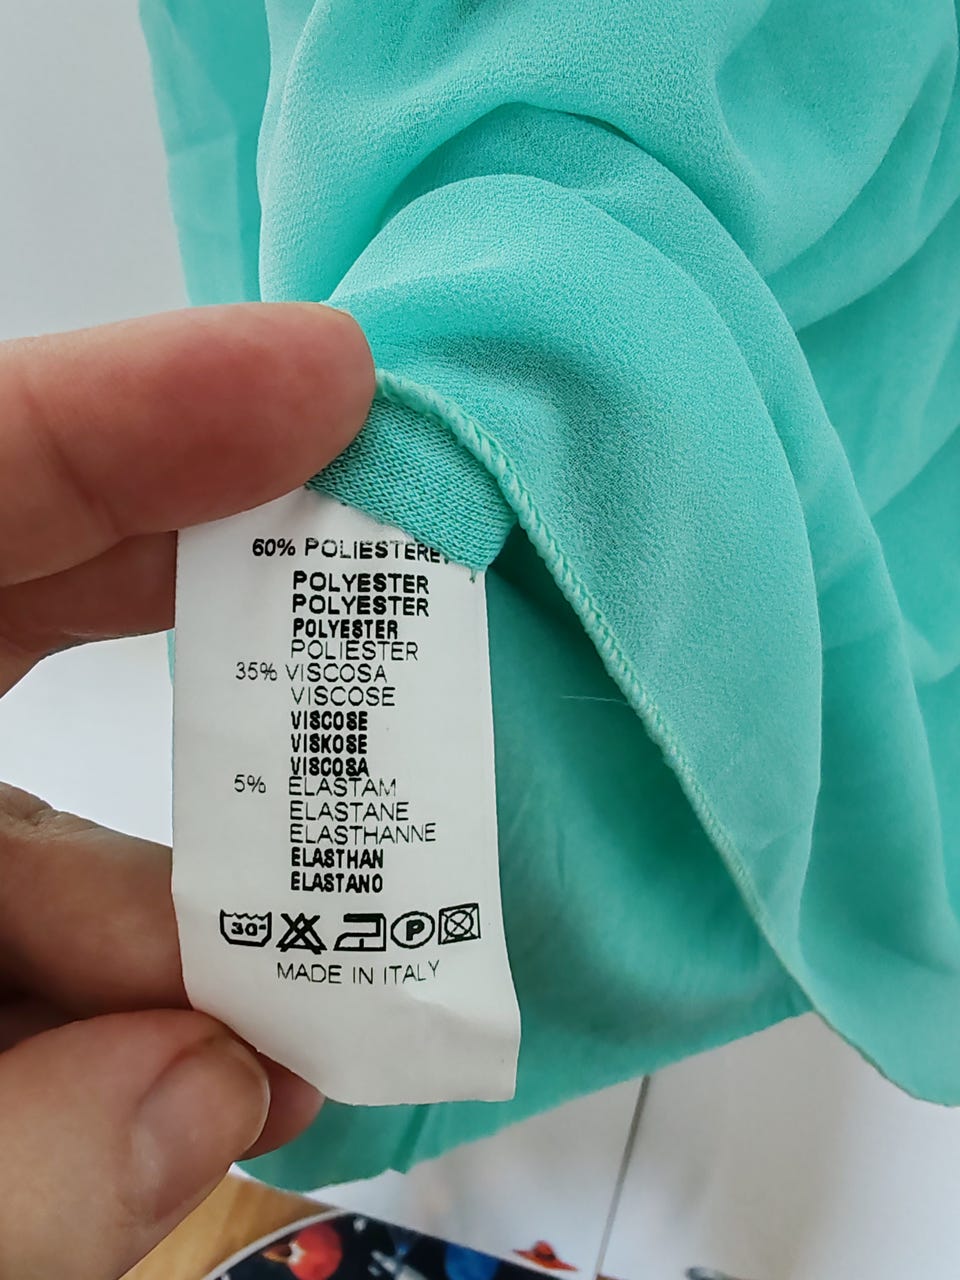 60% POLIESTERE
POLYESTER
POLYESTER
POLYESTER
POLIESTER
35% VISCOSA
VISCOSE
VISCOSE
VISKOSE
VISCOSA
5% ELASTAM
ELASTANE
ELASTHANNE
ELASTHAN
ELASTANO
30° P
MADE IN ITALY